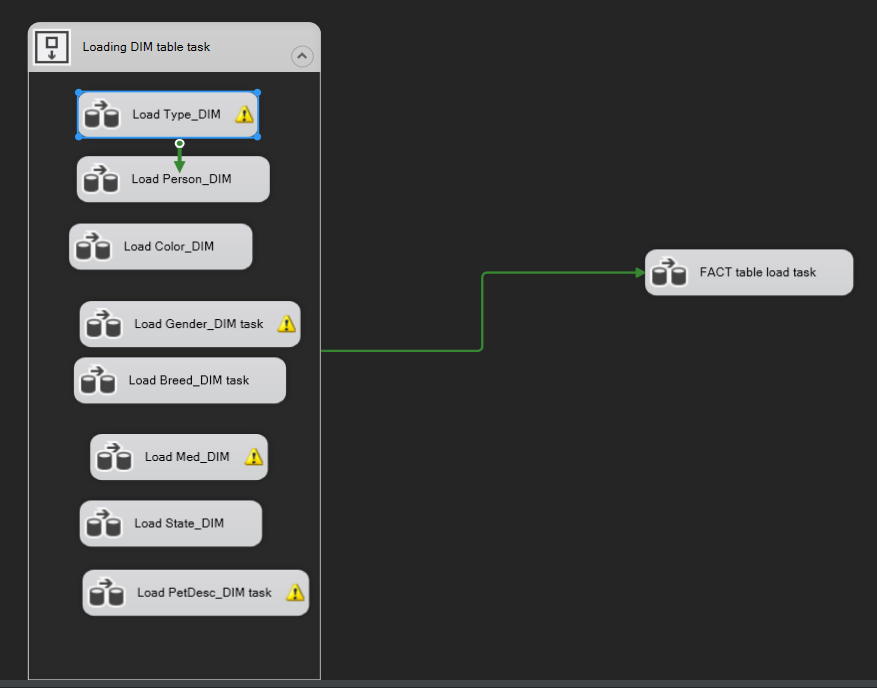 Loading DIM table task
Load Type_DIM
Load Person_DIM
Load Color_DIM
Load Gender_DIM task
Load Breed_DIM task
Load Med_DIM
Load State_DIM
Load PetDesc_DIM task
FACT table load task